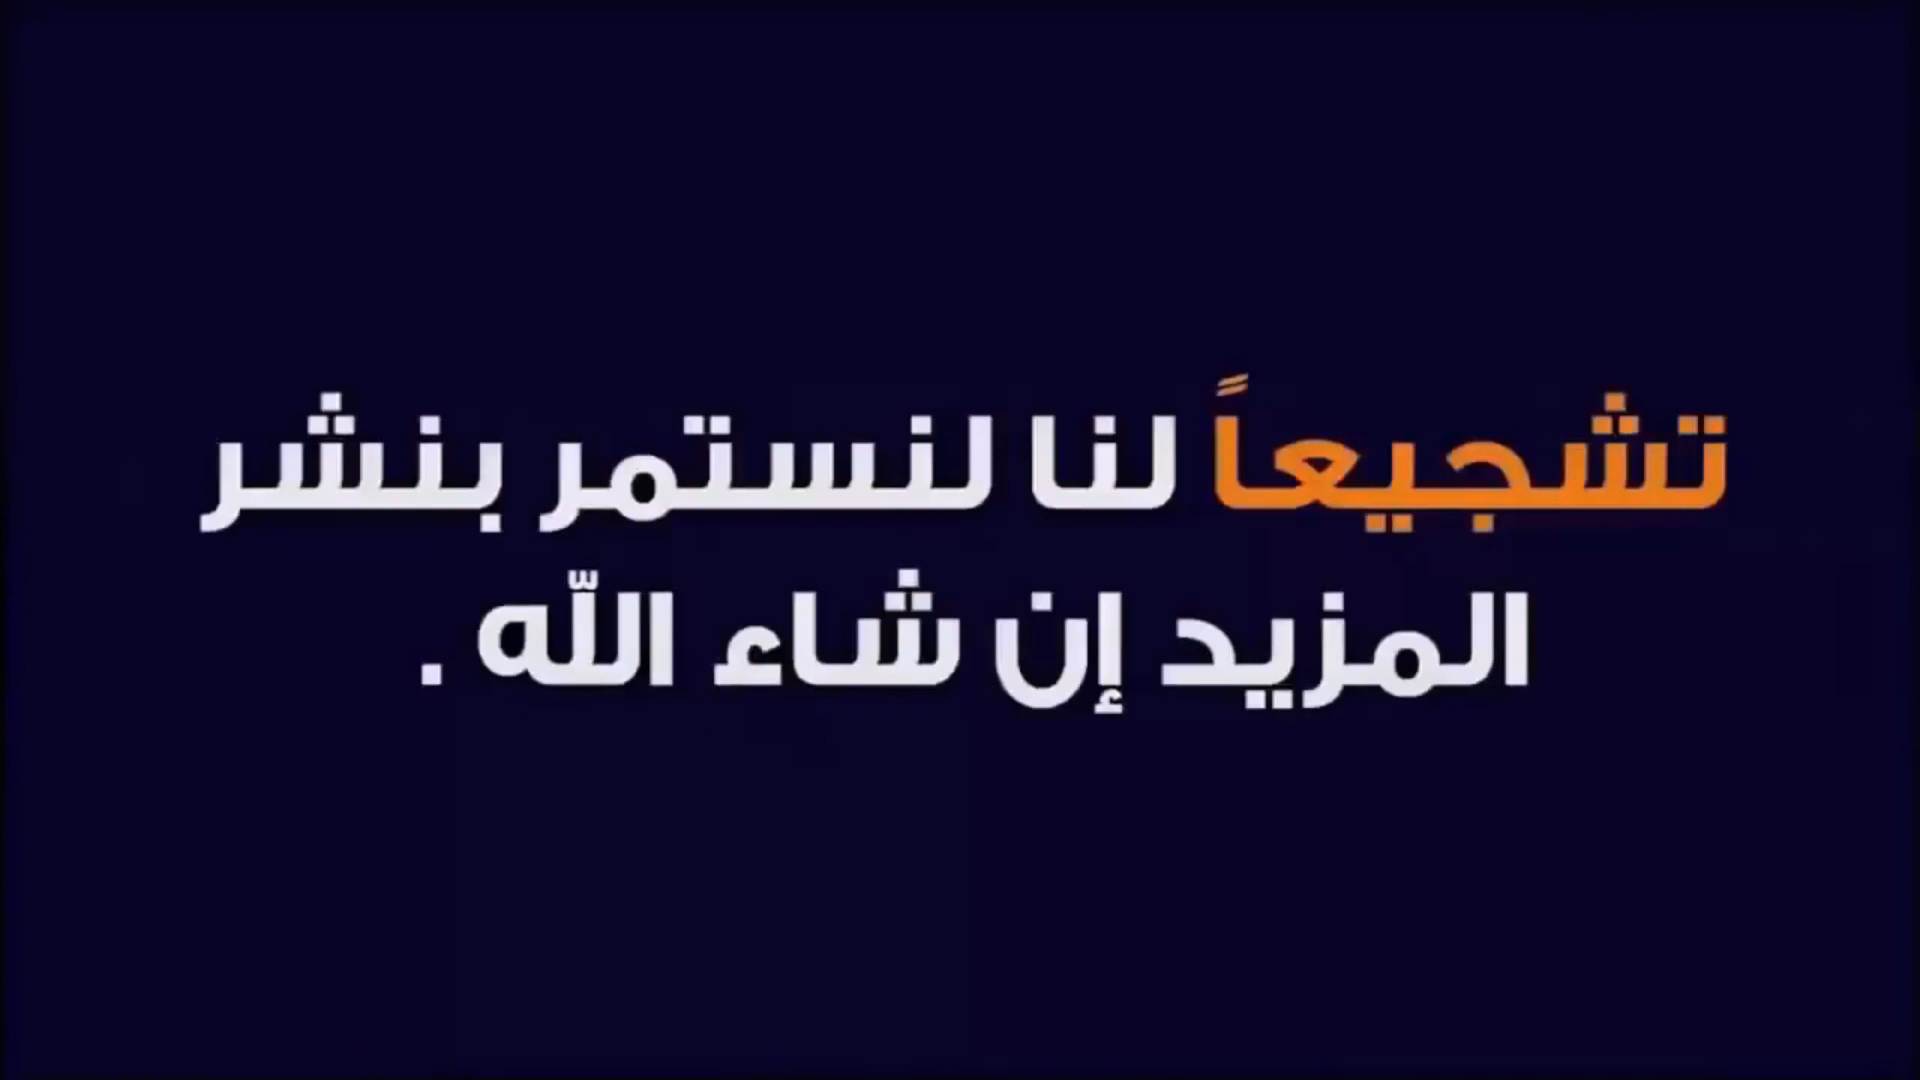 تشجيعاً لنا لنستمر بنشر
المزيد إن شاء اللّه .